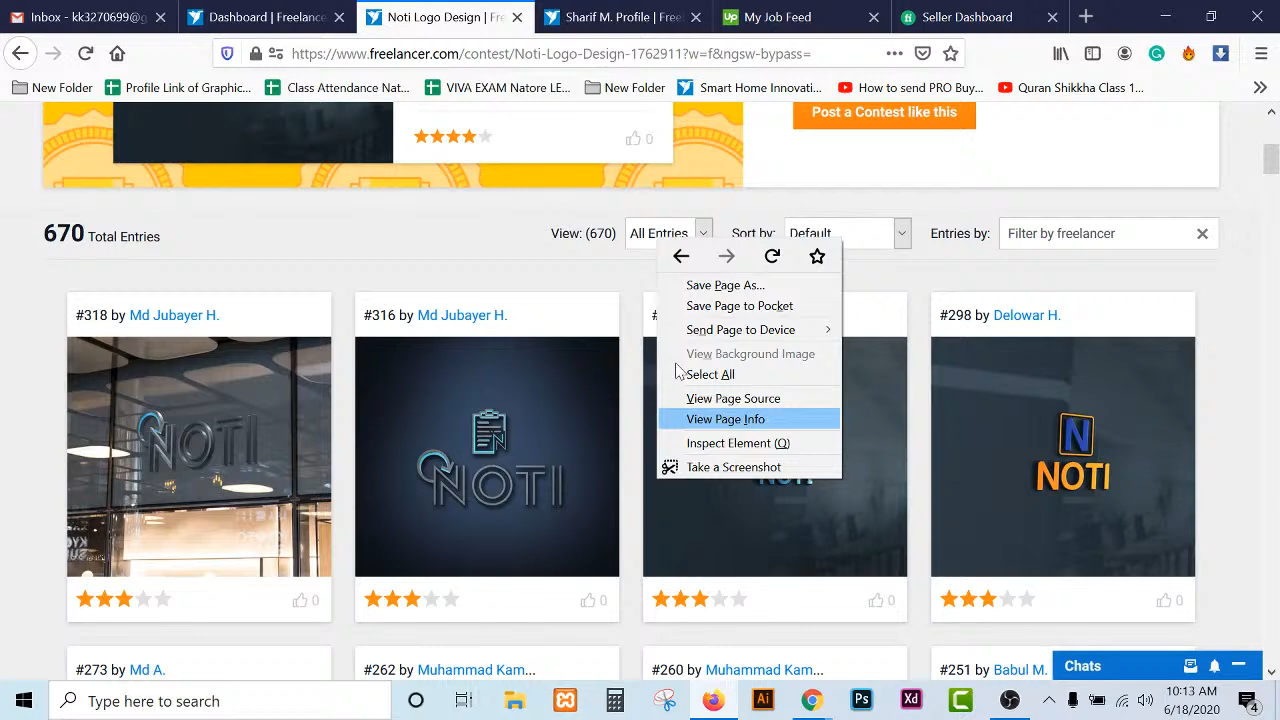 Inbox - kk3270699@g
Dashboard | Freelance
Noti Logo Design | Fre
Sharif M. Profile | Free
My Job Feed
Seller Dashboard
https://www.freelancer.com/contest/Noti-Logo-Design-1762911?w=f&ngsw-bypass=
New Folder
Profile Link of Graphic...
Class Attendance Nat...
VIVA EXAM Natore LE...
New Folder
Smart Home Innovati...
How to send PRO Buy...
Quran Shikkha Class 1...
Post a Contest like this
0
670 Total Entries
View: (670)
All Entries
Sort by:
Default
Entries by:
Filter by freelancer
Save Page As...
Save Page to Pocket
Send Page to Device
View Background Image
Select All
View Page Source
View Page Info
Inspect Element (Q)
Take a Screenshot
#318 by Md Jubayer H.
#316 by Md Jubayer H.
#298 by Delowar H.
NOTI
N
NOTI
N
NOTI
0
0
0
0
#273 by Md A.
#262 by Muhammad Kam...
#260 by Muhammad Kam...
#251 by Babul M.
Chats
Type here to search
Ai
Ps
Xd
10:13 AM
6/18/2020
4